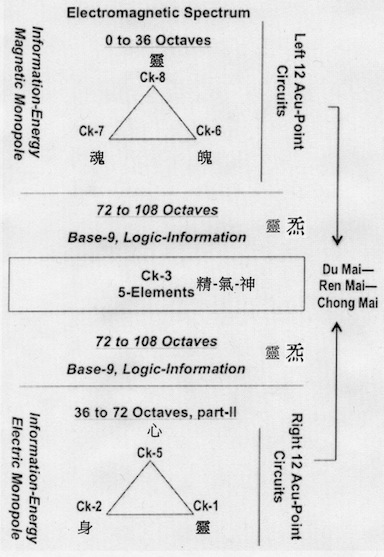 Electromagnetic Spectrum
0 to 36 Octaves
靈
Ck-8
Ck-7
Ck-6
魂
魄
Information-Energy
Magnetic Monopole
Left 12 Acu-Point
Circuits
72 to 108 Octaves
Base-9, Logic-Information
靈 炁
Ck-3
5-Elements
精-氣-神
Du Mai—
Ren Mai—
Chong Mai
72 to 108 Octaves
Base-9, Logic-Information
靈 炁
36 to 72 Octaves, part-II
心
Ck-5
Ck-2
Ck-1
身
靈
Information-Energy
Electric Monopole
Right 12 Acu-Point
Circuits